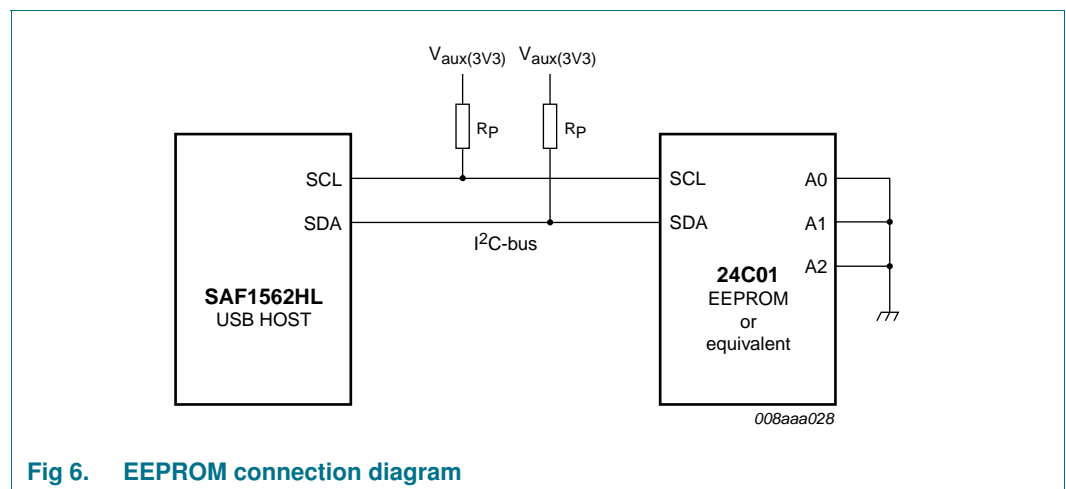 Vaux(3V3) Vaux(3V3)
RP RP
SCL SCL A0
SDA SDA A1
I2C-bus A2
SAF1562HL
USB HOST
24C01
EEPROM
or
equivalent
008aaa028
Fig 6. EEPROM connection diagram